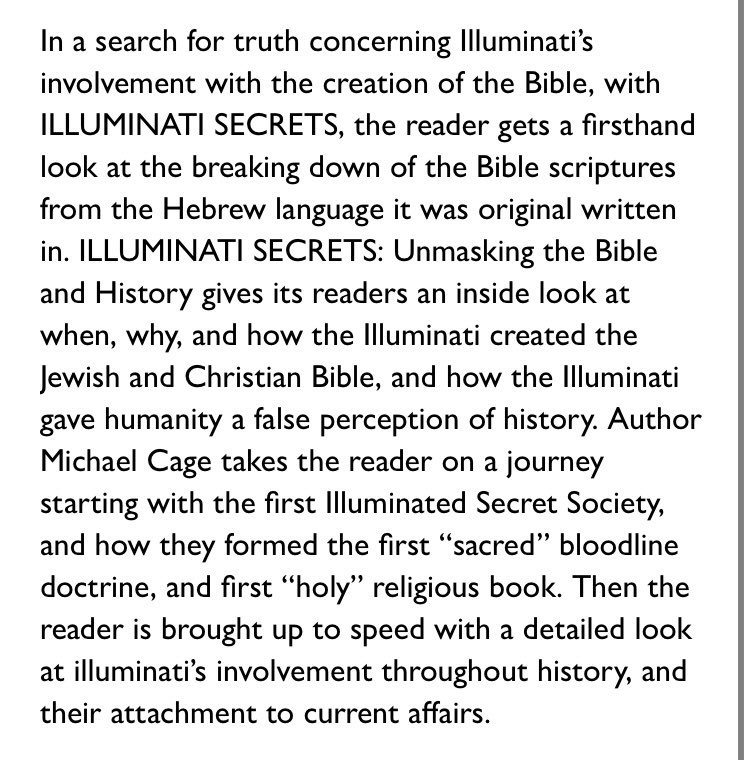 In a search for truth concerning Illuminati’s
involvement with the creation of the Bible, with
ILLUMINATI SECRETS, the reader gets a firsthand
look at the breaking down of the Bible scriptures
from the Hebrew language it was original written
in. ILLUMINATI SECRETS: Unmasking the Bible
and History gives its readers an inside look at
when, why, and how the Illuminati created the
Jewish and Christian Bible, and how the Illuminati
gave humanity a false perception of history. Author
Michael Cage takes the reader on a journey
starting with the first Illuminated Secret Society,
and how they formed the first “sacred” bloodline
doctrine, and first “holy” religious book. Then the
reader is brought up to speed with a detailed look
at illuminati’s involvement throughout history, and
their attachment to current affairs.